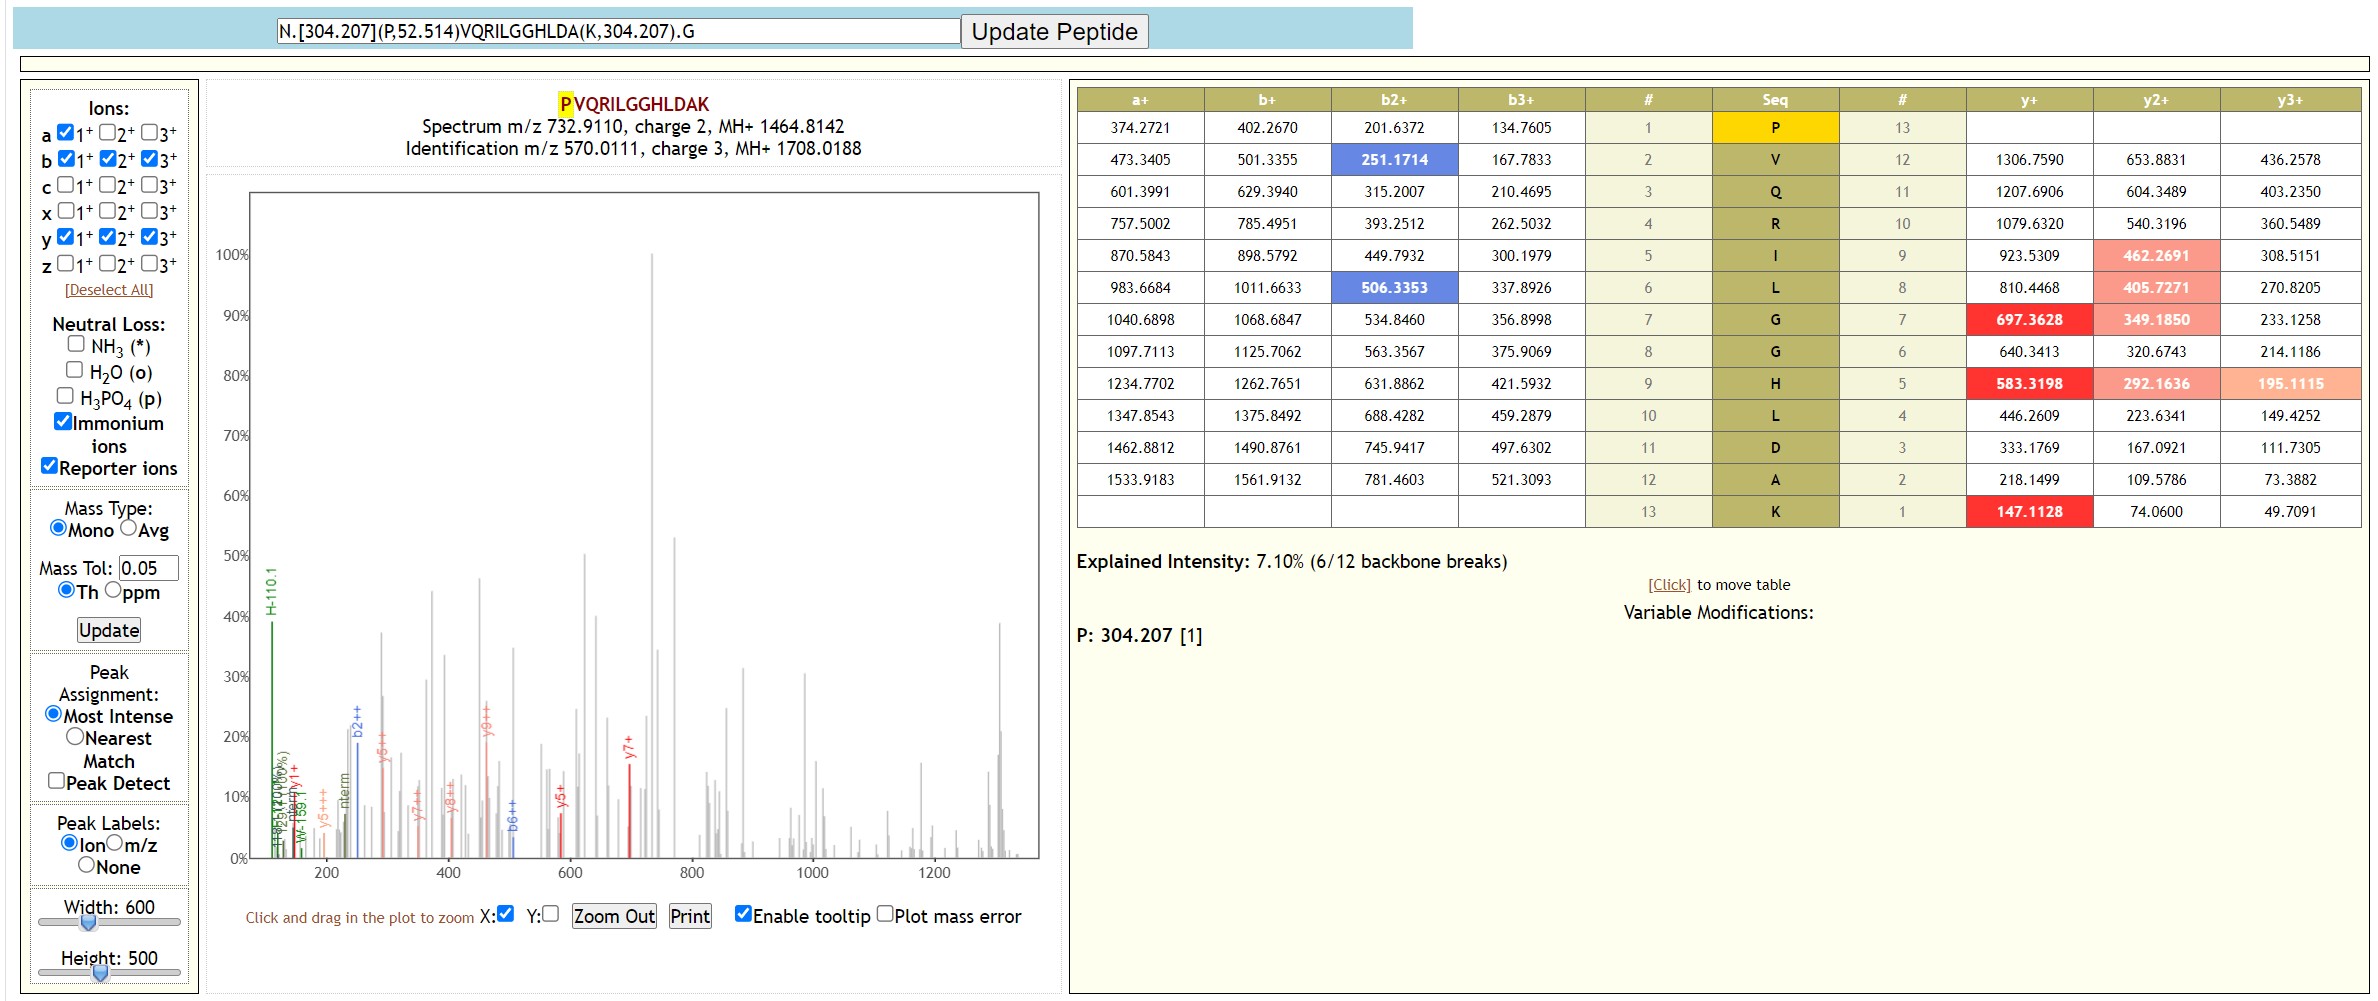 N.[304.207](P,52.514)VQRILGGHLDA(K,304.207).G Update Peptide
Ions:
a 1+ 2+ 3+
b 1+ 2+ 3+
c 1+ 2+ 3+
x 1+ 2+ 3+
y 1+ 2+ 3+
z 1+ 2+ 3+
[Deselect All]
Neutral Loss:
NH3 (*)
H2O (o)
H3PO4 (p)
Immonium
ions
Reporter ions
Mass Type:
Mono Avg
Mass Tol: 0.05
Th ppm
Update
Peak
Assignment:
Most Intense
Nearest
Match
Peak Detect
Peak Labels:
Ion m/z
None
Width: 600
Height: 500
PVQRILGGHLDAK
Spectrum m/z 732.9110, charge 2, MH+ 1464.8142
Identification m/z 570.0111, charge 3, MH+ 1708.0188
100%
90%
80%
70%
60%
50%
40%
30%
20%
10%
0%
H-110.1
y1+
W-159.1
y5+++
nterm
b2++
y5++
y7++
y8++
y9++
b6++
y5+
y7+
200 400 600 800 1000 1200
Click and drag in the plot to zoom X: Y: Zoom Out Print Enable tooltip Plot mass error
a+ b+ b2+ b3+ # Seq # y+ y2+ y3+
374.2721 402.2670 201.6372 134.7605 1 P 13
473.3405 501.3355 251.1714 167.7833 2 V 12 1306.7590 653.8831 436.2578
601.3991 629.3940 315.2007 210.4695 3 Q 11 1207.6906 604.3489 403.2350
757.5002 785.4951 393.2512 262.5032 4 R 10 1079.6320 540.3196 360.5489
870.5843 898.5792 449.7932 300.1979 5 I 9 923.5309 462.2691 308.5151
983.6684 1011.6633 506.3353 337.8926 6 L 8 810.4468 405.7271 270.8205
1040.6898 1068.6847 534.8460 356.8998 7 G 7 697.3628 349.1850 233.1258
1097.7113 1125.7062 563.3567 375.9069 8 G 6 640.3413 320.6743 214.1186
1234.7702 1262.7651 631.8862 421.5932 9 H 5 583.3198 292.1636 195.1115
1347.8543 1375.8492 688.4282 459.2879 10 L 4 446.2609 223.6341 149.4252
1462.8812 1490.8761 745.9417 497.6302 11 D 3 333.1769 167.0921 111.7305
1533.9183 1561.9132 781.4603 521.3093 12 A 2 218.1499 109.5786 73.3882
13 K 1 147.1128 74.0600 49.7091
Explained Intensity: 7.10% (6/12 backbone breaks)
[Click] to move table
Variable Modifications:
P: 304.207 [1]